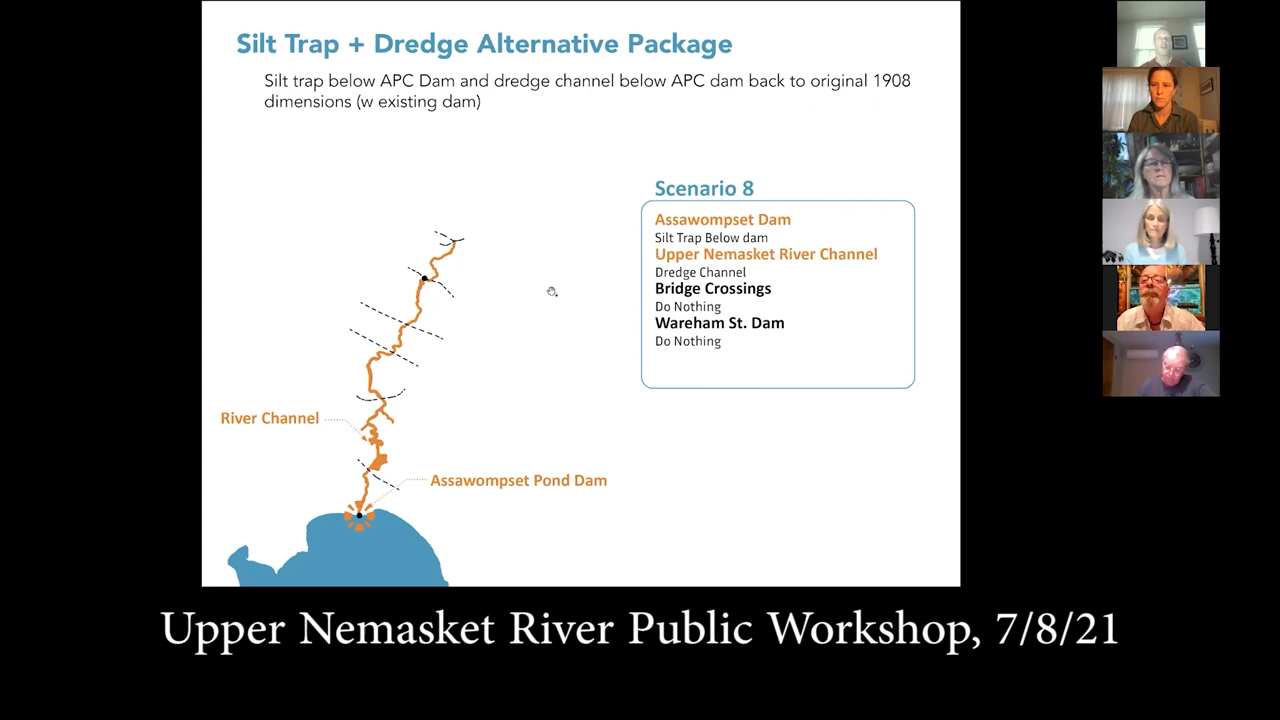 Silt Trap + Dredge Alternative Package
Silt trap below APC Dam and dredge channel below APC dam back to original 1908
dimensions (w existing dam)
Scenario 8
Assawompset Dam
Silt Trap Below dam
Upper Nemasket River Channel
Dredge Channel
Bridge Crossings
Do Nothing
Wareham St. Dam
Do Nothing
River Channel
Assawompset Pond Dam
Upper Nemasket River Public Workshop, 7/8/21